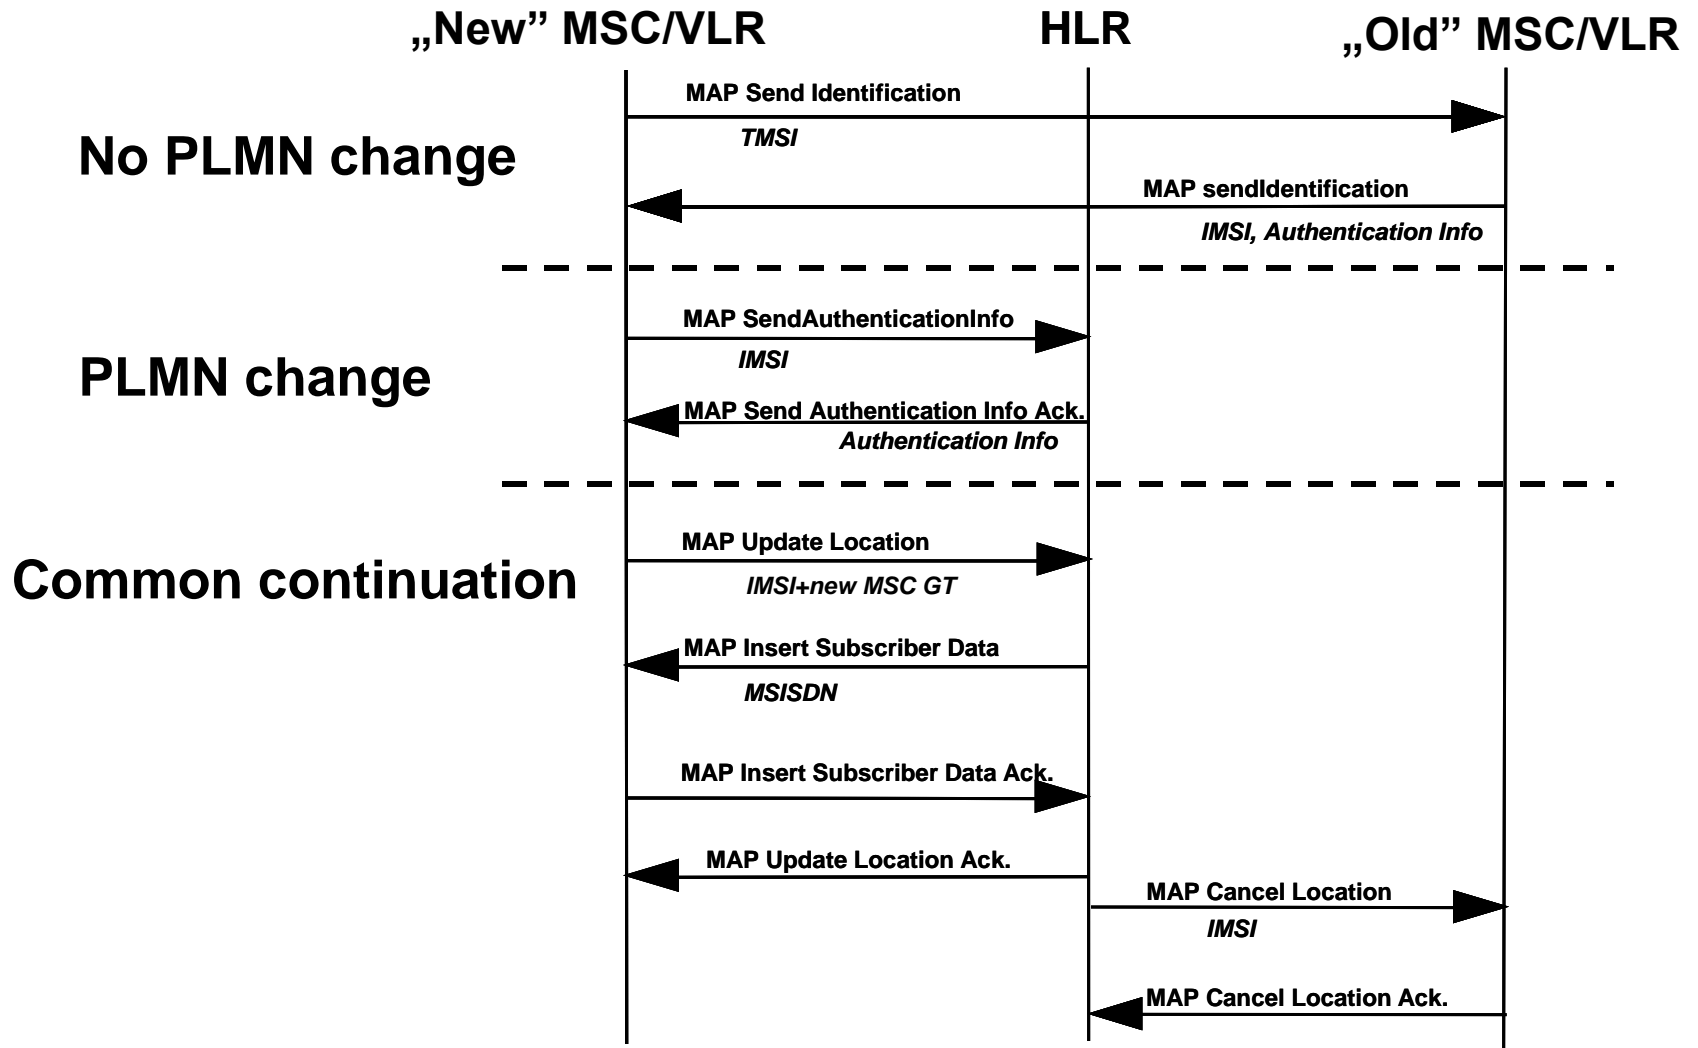 „New” MSC/VLR
HLR
„Old” MSC/VLR
MAP Send Identification
TMSI
No PLMN change
MAP sendIdentification
IMSI, Authentication Info
MAP SendAuthenticationInfo
IMSI
PLMN change
MAP Send Authentication Info Ack.
Authentication Info
MAP Update Location
IMSI+new MSC GT
Common continuation
MAP Insert Subscriber Data
MSISDN
MAP Insert Subscriber Data Ack.
MAP Update Location Ack.
MAP Cancel Location
IMSI
MAP Cancel Location Ack.